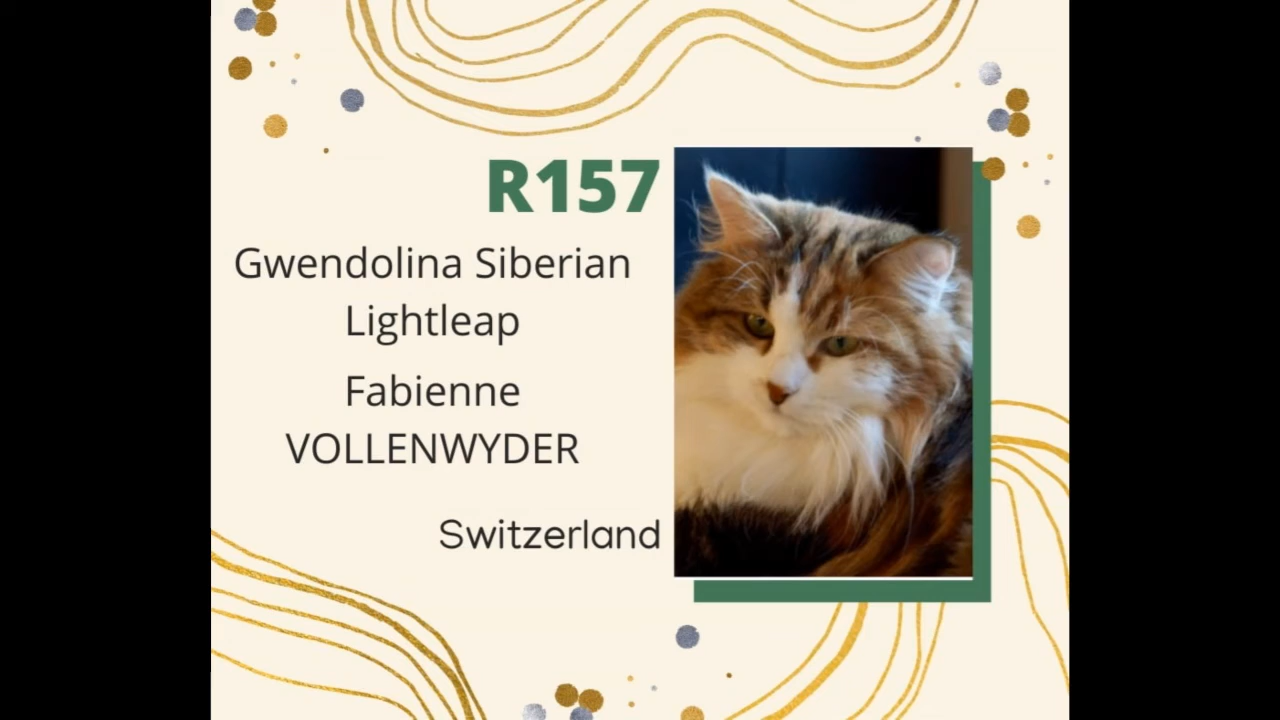 R157
Gwendolina Siberian
Lightleap
Fabienne
VOLLENWYDER
Switzerland